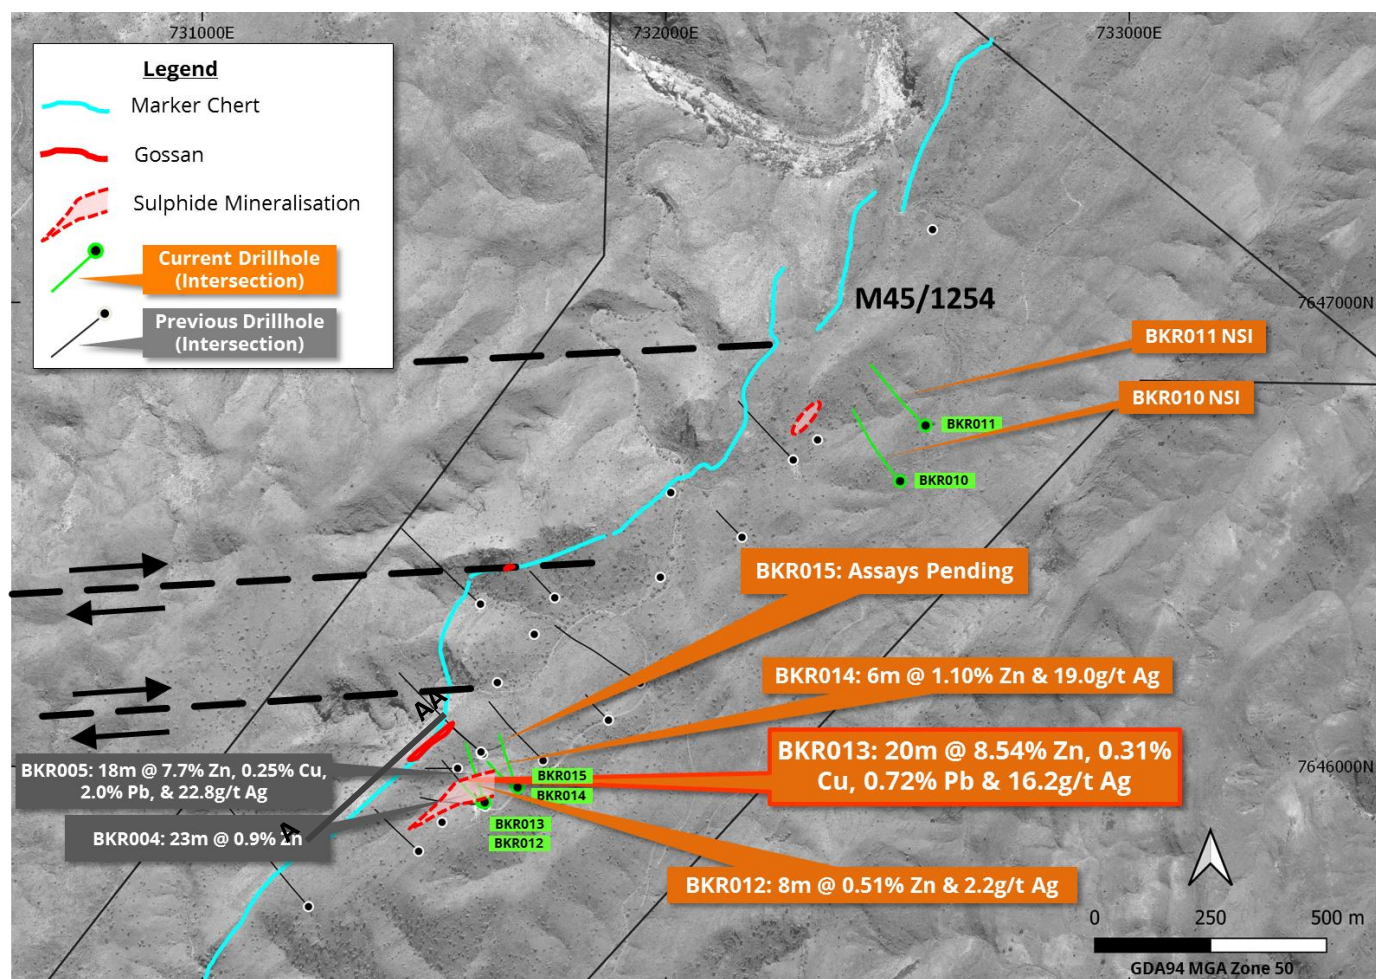 731000E
732000E
733000E
Legend
Marker Chert
Gossan
Sulphide Mineralisation
Current Drillhole
(Intersection)
Previous Drillhole
(Intersection)
M45/1254
7647000N
BKR011 NSI
BKR010 NSI
BKR011
BKR010
BKR015: Assays Pending
BKR014: 6m @ 1.10% Zn & 19.0g/t Ag
AA
BKR013: 20m @ 8.54% Zn, 0.31%
Cu, 0.72% Pb & 16.2g/t Ag
BKR005: 18m @ 7.7% Zn, 0.25% Cu,
2.0% Pb, & 22.8g/t Ag
7646000N
BKR015
BKR014
BKR013
BKR012
A
BKR004: 23m @ 0.9% Zn
BKR012: 8m @ 0.51% Zn & 2.2g/t Ag
0 250 500 m
GDA94 MGA Zone 50